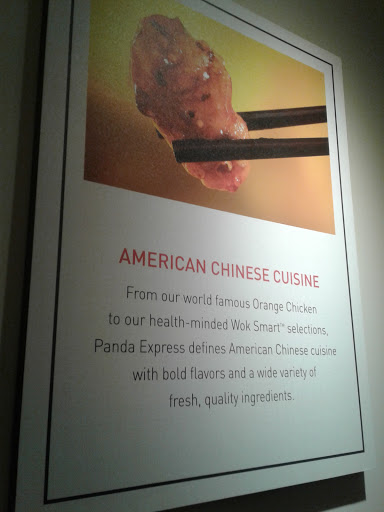 AMERICAN CHINESE CUISINE
From our world famous Orange Chicken
to our health-minded Wok Smart™ selections,
Panda Express defines American Chinese cuisine
with bold flavors and a wide variety of
fresh, quality ingredients.